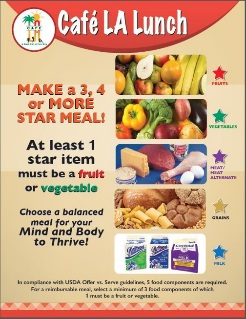 Café LA Lunch
CAFE LA
MAKE a 3, 4
or MORE
STAR MEAL!
At least 1
star item
must be a fruit
or vegetable
Choose a balanced
meal for your
Mind and Body
to Thrive!
FRUITS
VEGETABLES
MEAT/
MEAT
ALTERNATE
GRAINS
MILK
In compliance with USDA Offer vs. Serve guidelines, 5 food components are required.
For a reimbursable meal, select a minimum of 3 food components of which
1 must be a fruit or vegetable.